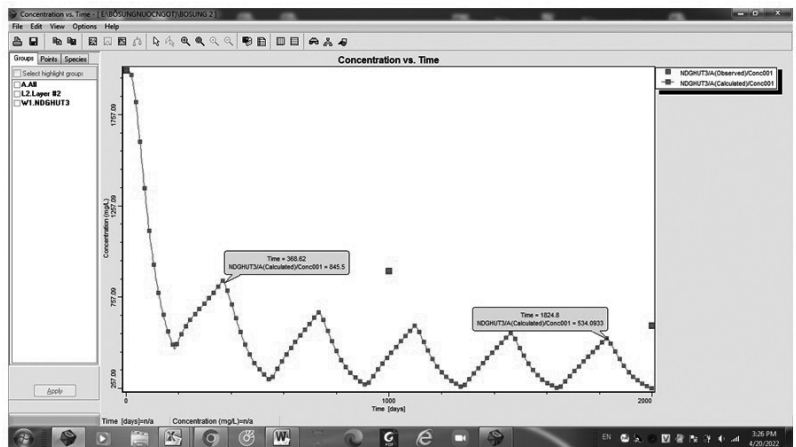 Concentration vs. Time - [ E:\BOSUNGNUOCNGOT\BOSUNG 2 ]
File Edit View Options Help
Groups Points Species
Select highlight groups
A.All
L2.Layer #2
W1.NDGHUT3
Apply
Concentration vs. Time
NDGHUT3/A(Observed)/Conc001
NDGHUT3/A(Calculated)/Conc001
Concentration (mg/L)
1757.09
1257.09
757.09
257.09
Time = 368.62
NDGHUT3/A(Calculated)/Conc001 = 845.5
Time = 1824.8
NDGHUT3/A(Calculated)/Conc001 = 534.0933
0
1000
2000
Time [days]
Time [days]=n/a Concentration (mg/L)=n/a
EN
3:26 PM
4/20/2022